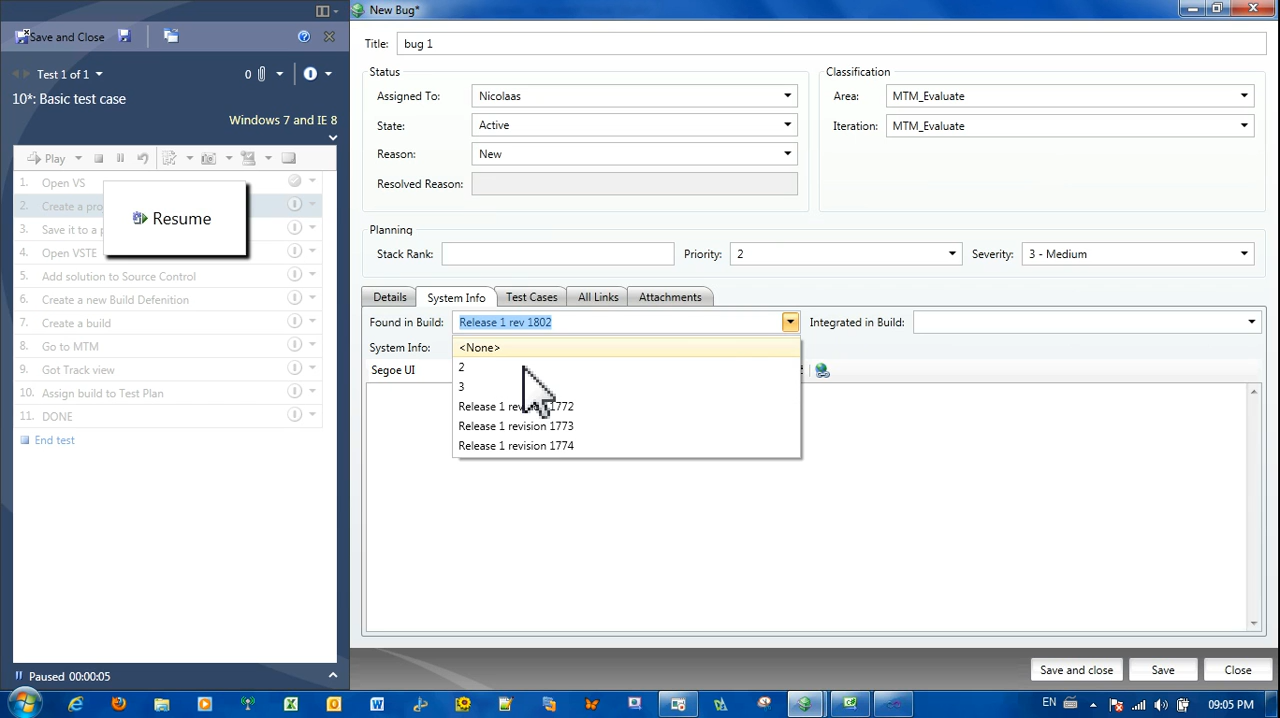 Save and Close
Test 1 of 1
0
10*: Basic test case
Windows 7 and IE 8
Play
1. Open VS
2. Create a pro
Resume
3. Save it to a p
4. Open VSTE
5. Add solution to Source Control
6. Create a new Build Defenition
7. Create a build
8. Go to MTM
9. Got Track view
10. Assign build to Test Plan
11. DONE
End test
Paused 00:00:05
New Bug*
Title: bug 1
Status
Assigned To: Nicolaas
State: Active
Reason: New
Resolved Reason:
Classification
Area: MTM_Evaluate
Iteration: MTM_Evaluate
Planning
Stack Rank: Priority: 2 Severity: 3 - Medium
Details System Info Test Cases All Links Attachments
Found in Build: Release 1 rev 1802 Integrated in Build:
System Info:
<None>
Segoe UI
2
3
Release 1 rev 1772
Release 1 revision 1773
Release 1 revision 1774
Save and close Save Close
EN 09:05 PM